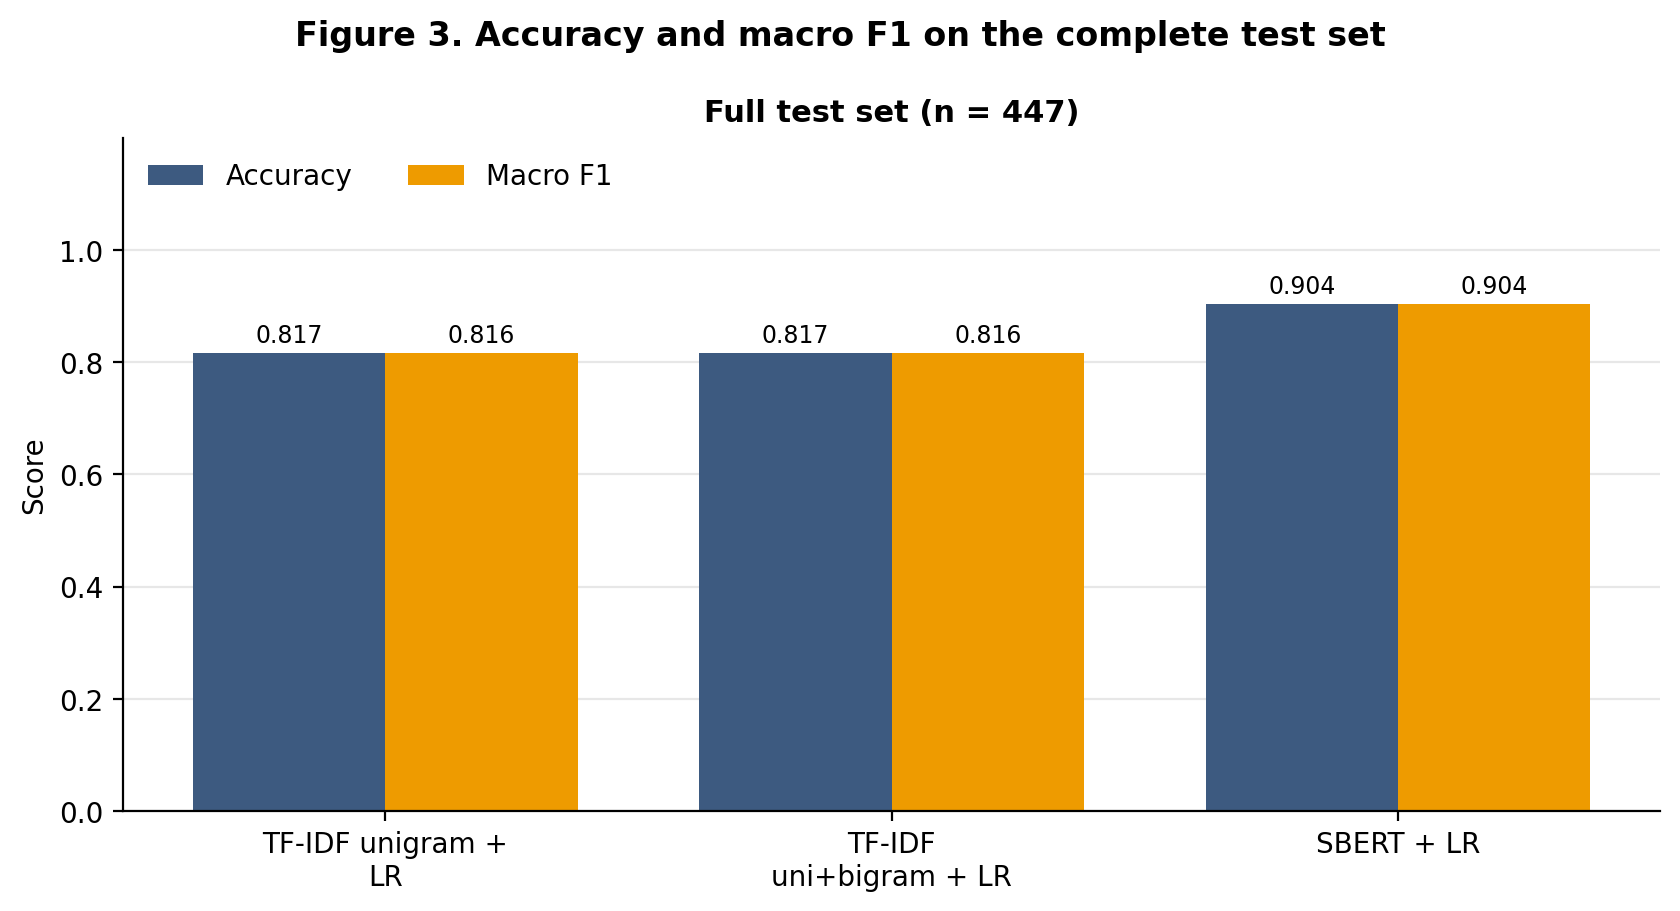 Figure 3. Accuracy and macro F1 on the complete test set
Full test set (n = 447)
Accuracy
Macro F1
Score
1.0
0.8
0.6
0.4
0.2
0.0
0.817
0.816
0.817
0.816
0.904
0.904
TF-IDF unigram +
LR
TF-IDF
uni+bigram + LR
SBERT + LR